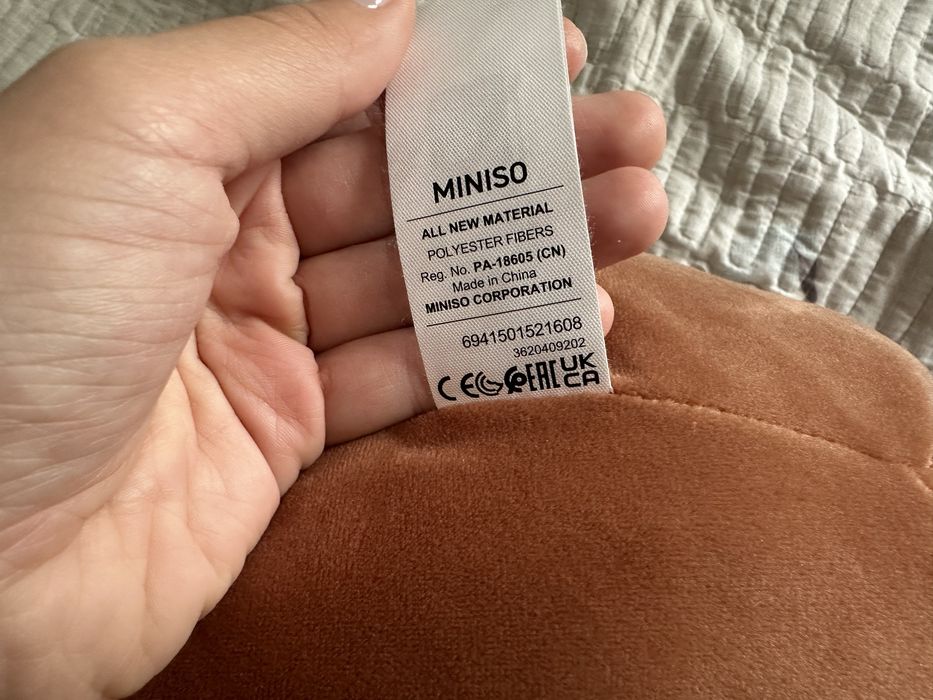 MINISO
ALL NEW MATERIAL
POLYESTER FIBERS
Reg. No. PA-18605 (CN)
Made in China
MINISO CORPORATION
6941501521608
3620409202
CE EAC UK
CA